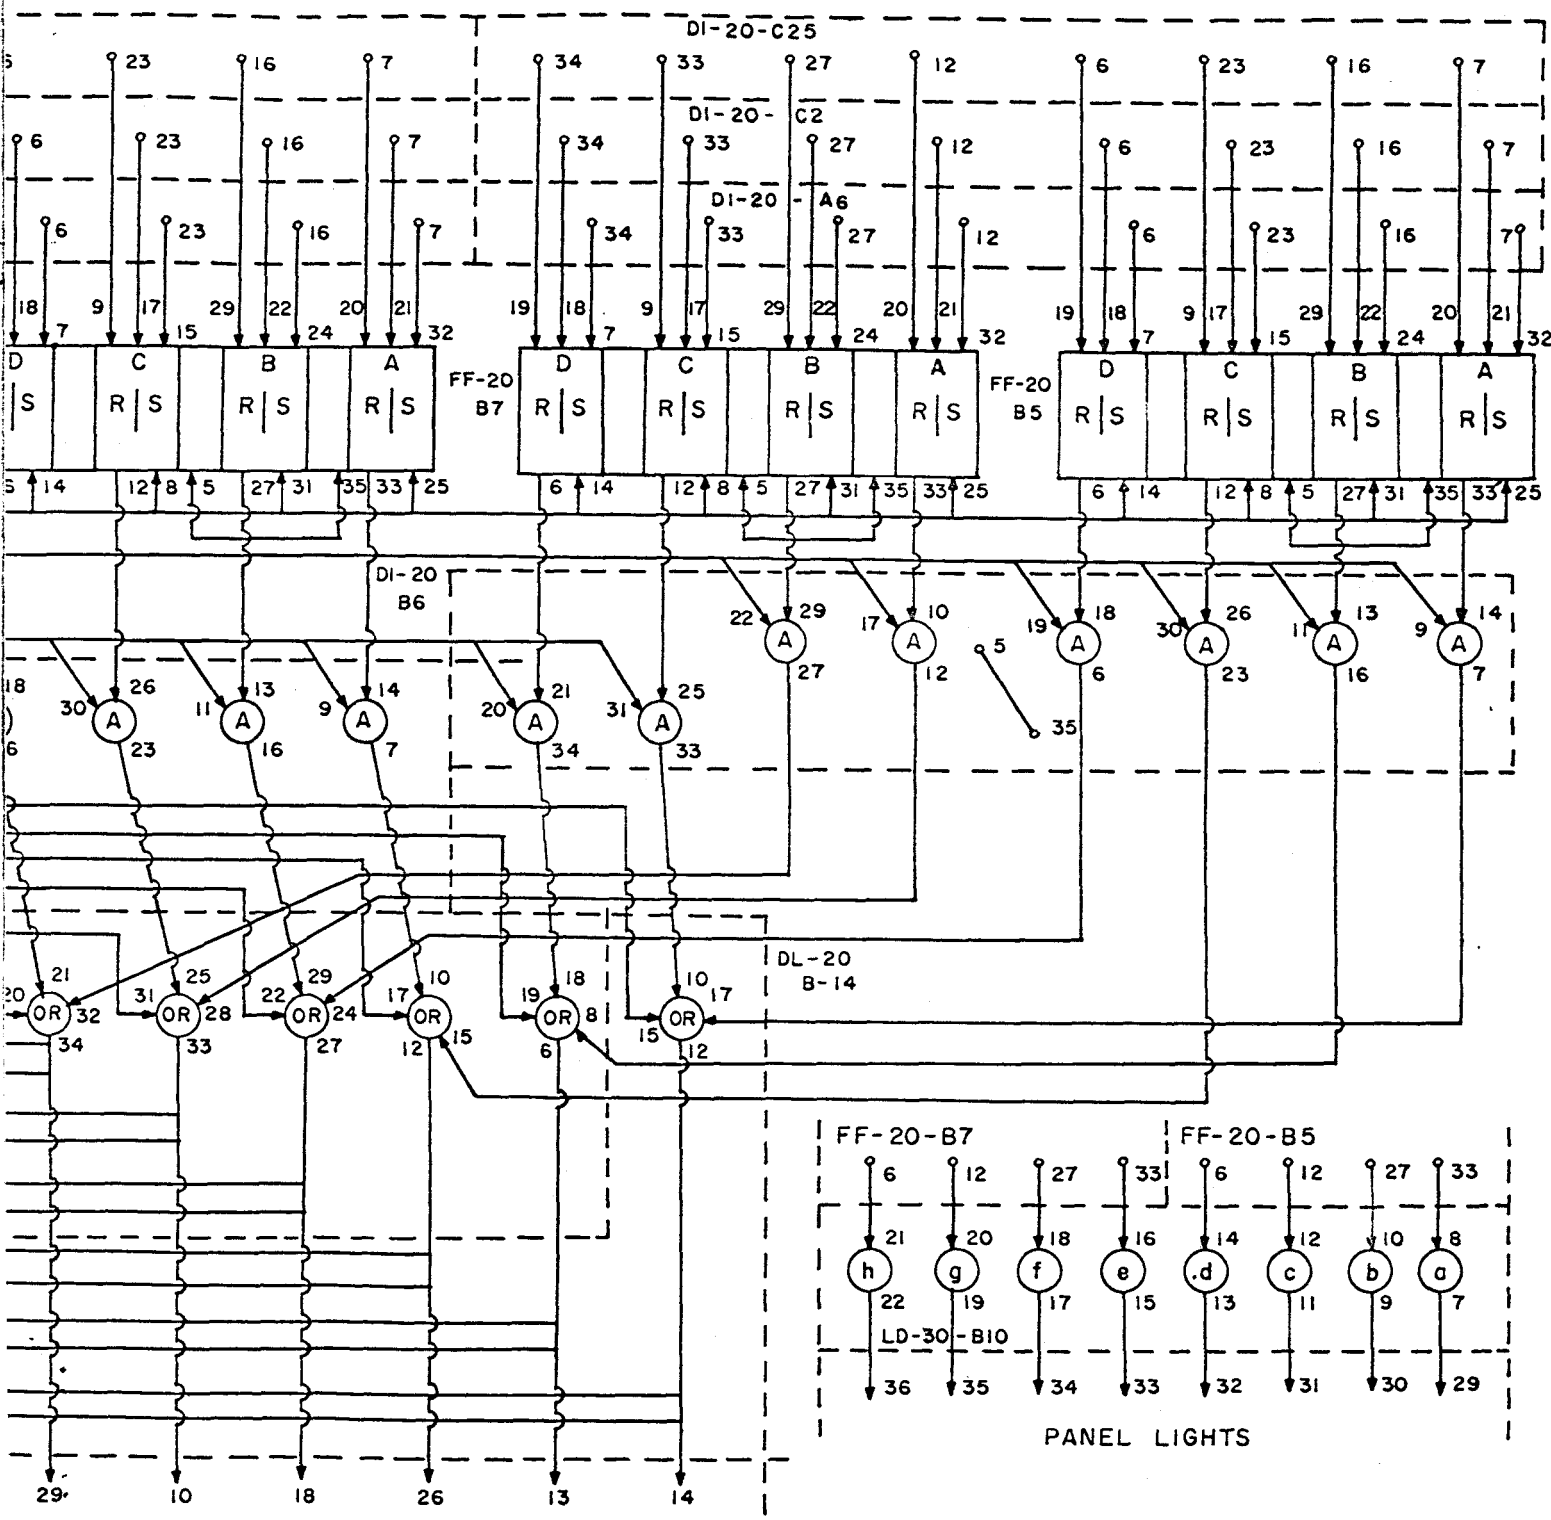 DI-20-C25
6 23 16 7 34 33 27 12 6 23 16 7
DI-20- C2
6 23 16 7 34 33 27 12 6 23 16 7
DI-20 - A6
6 23 16 7 34 33 27 12 6 23 16 7
18 9 17 29 22 20 21 19 18 9 17 29 22 20 21 19 18 9 17 29 22 20 21
7 15 24 32 7 15 24 32 7 15 24 32
D C B A D C B A D C B A
FF-20 B7
FF-20 B5
S R S R S R S R S R S R S R S R S R S R S R S
14 12 8 5 27 31 35 33 25 6 14 12 8 5 27 31 35 33 25 6 14 12 8 5 27 31 35 33 25
DI-20
B6
29 10 18 26 13 14
22 17 19 30 11 9
A A A A A A
5
27 12 6 23 16 7
35
18 26 13 14 21 25
30 11 9 20 31
A A A A A
6 23 16 7 34 33
DL-20
B-14
21 25 29 10 18 10
20 31 22 17 19 17
OR 32 OR 28 OR 24 OR 15 OR 8 15 OR
34 33 27 12 6 12
FF-20-B7 FF-20-B5
6 12 27 33 6 12 27 33
21 20 18 16 14 12 10 8
h g f e d c b a
22 19 17 15 13 11 9 7
LD-30-B10
36 35 34 33 32 31 30 29
PANEL LIGHTS
29 10 18 26 13 14